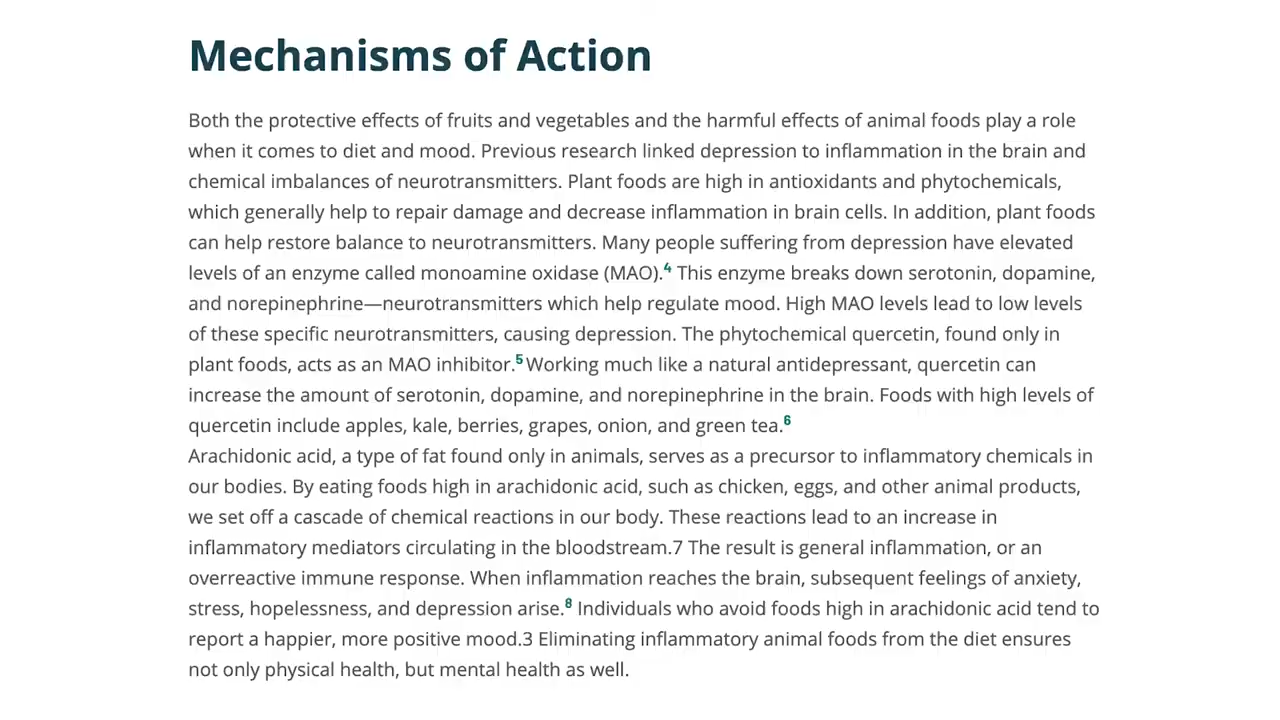 Mechanisms of Action
Both the protective effects of fruits and vegetables and the harmful effects of animal foods play a role
when it comes to diet and mood. Previous research linked depression to inflammation in the brain and
chemical imbalances of neurotransmitters. Plant foods are high in antioxidants and phytochemicals,
which generally help to repair damage and decrease inflammation in brain cells. In addition, plant foods
can help restore balance to neurotransmitters. Many people suffering from depression have elevated
levels of an enzyme called monoamine oxidase (MAO).4 This enzyme breaks down serotonin, dopamine,
and norepinephrine—neurotransmitters which help regulate mood. High MAO levels lead to low levels
of these specific neurotransmitters, causing depression. The phytochemical quercetin, found only in
plant foods, acts as an MAO inhibitor.5 Working much like a natural antidepressant, quercetin can
increase the amount of serotonin, dopamine, and norepinephrine in the brain. Foods with high levels of
quercetin include apples, kale, berries, grapes, onion, and green tea.6
Arachidonic acid, a type of fat found only in animals, serves as a precursor to inflammatory chemicals in
our bodies. By eating foods high in arachidonic acid, such as chicken, eggs, and other animal products,
we set off a cascade of chemical reactions in our body. These reactions lead to an increase in
inflammatory mediators circulating in the bloodstream.7 The result is general inflammation, or an
overreactive immune response. When inflammation reaches the brain, subsequent feelings of anxiety,
stress, hopelessness, and depression arise.8 Individuals who avoid foods high in arachidonic acid tend to
report a happier, more positive mood.3 Eliminating inflammatory animal foods from the diet ensures
not only physical health, but mental health as well.